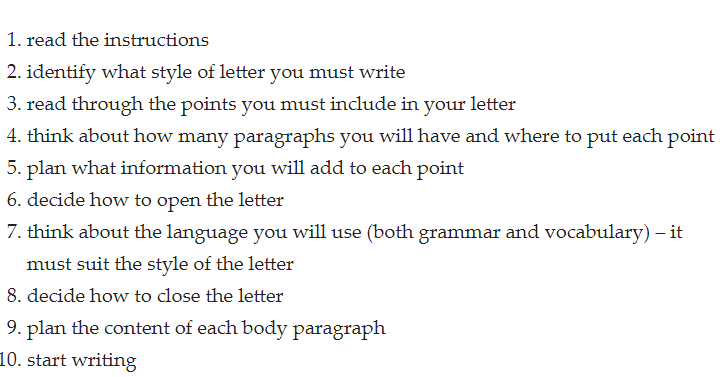 1. read the instructions
2. identify what style of letter you must write
3. read through the points you must include in your letter
4. think about how many paragraphs you will have and where to put each point
5. plan what information you will add to each point
6. decide how to open the letter
7. think about the language you will use (both grammar and vocabulary) – it
must suit the style of the letter
8. decide how to close the letter
9. plan the content of each body paragraph
10. start writing